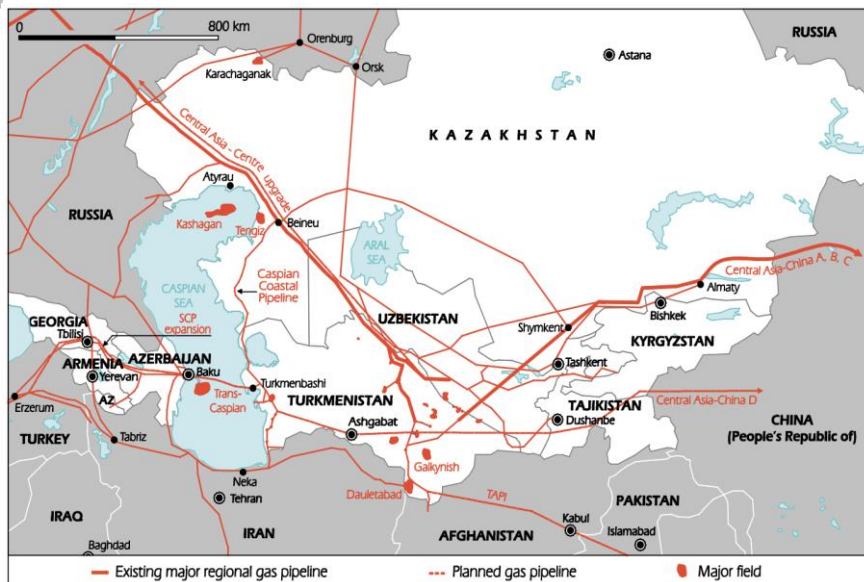 0
800 km
Orenburg
RUSSIA
Orsk
Astana
Karachaganak
KAZAKHSTAN
Central Asia - Centre upgrade
Atyrau
RUSSIA
Kashagan
Tengiz
Beineu
ARAL
SEA
Central Asia-China A, B, C
CASPIAN
SEA
Caspian
Coastal
Pipeline
Almaty
Bishkek
SCP
expansion
UZBEKISTAN
Shymkent
GEORGIA
Tbilisi
KYRGYZSTAN
AZERBAIJAN
ARMENIA
Baku
Tashkent
Yerevan
Trans-
Caspian
Turkmenbashi
TURKMENISTAN
TAJIKISTAN
Central Asia-China D
AZ
Erzerum
Ashgabat
Dushanbe
CHINA
(People's Republic of)
TURKEY
Tabriz
Galkynish
Neka
Dauletabad
Tehran
TAPI
PAKISTAN
IRAQ
IRAN
AFGHANISTAN
Kabul
Islamabad
Baghdad
Existing major regional gas pipeline
Planned gas pipeline
Major field